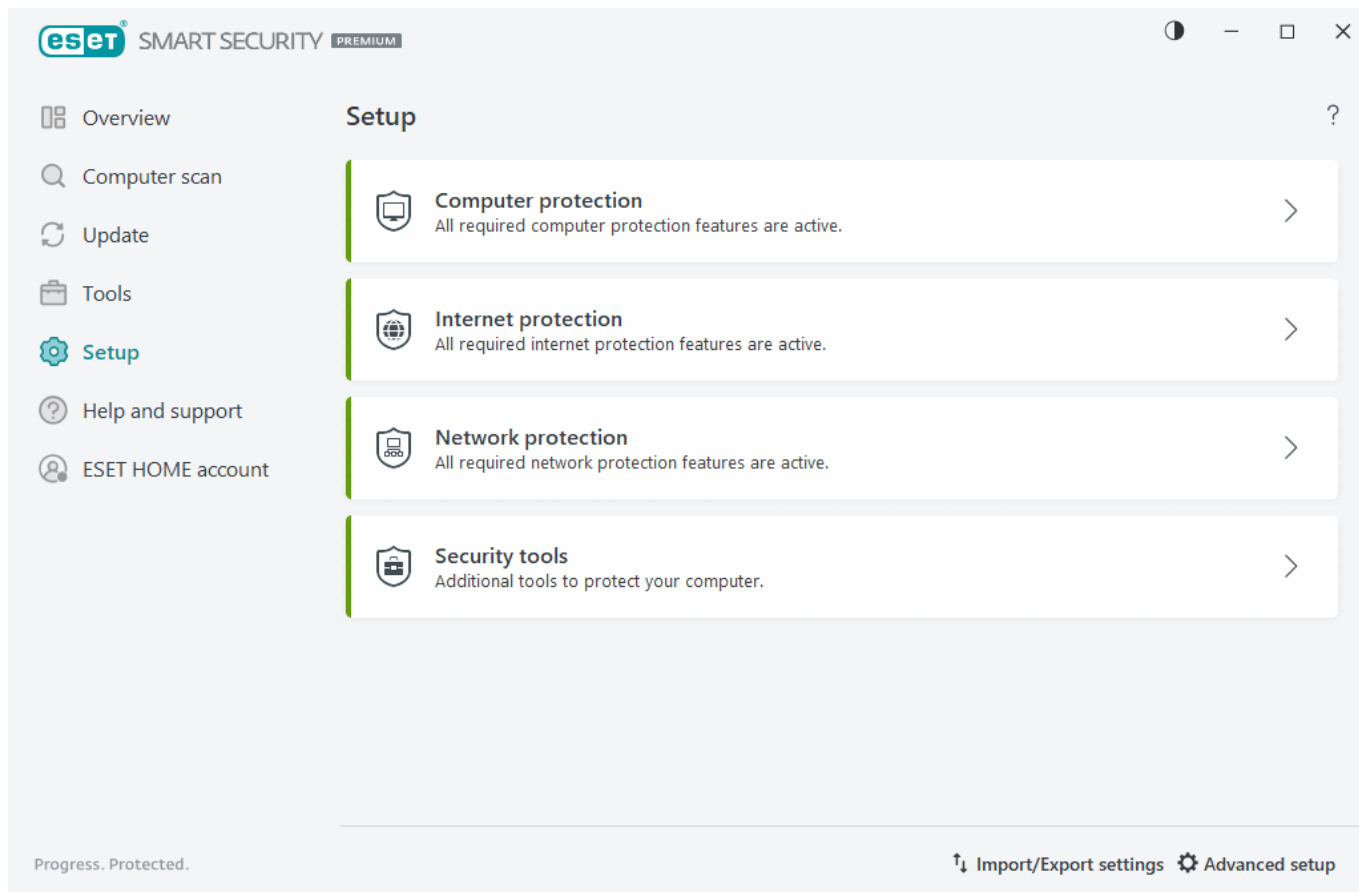 eseT® SMART SECURITY PREMIUM
Overview
Computer scan
Update
Tools
Setup
Help and support
ESET HOME account
Setup
?
Computer protection
All required computer protection features are active.
Internet protection
All required internet protection features are active.
Network protection
All required network protection features are active.
Security tools
Additional tools to protect your computer.
Progress. Protected.
Import/Export settings Advanced setup